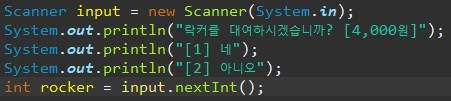 Scanner input = new Scanner(System.in);
System.out.println("락커를 대여하시겠습니까? [4,000원]");
System.out.println("[1] 네");
System.out.println("[2] 아니오");
int rocker = input.nextInt();